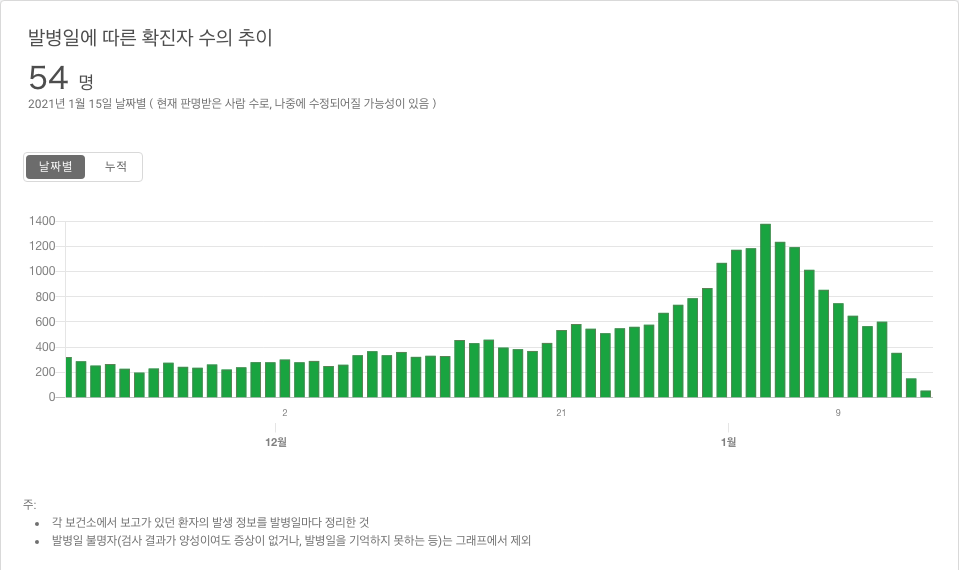 발병일에 따른 확진자 수의 추이
54 명
2021년 1월 15일 날짜별 ( 현재 판명받은 사람 수로, 나중에 수정되어질 가능성이 있음 )
날짜별 누적
1400
1200
1000
800
600
400
200
0
2 21 9
12월 1월
주:
• 각 보건소에서 보고가 있던 환자의 발생 정보를 발병일마다 정리한 것
• 발병일 불명자(검사 결과가 양성이여도 증상이 없거나, 발병일을 기억하지 못하는 등)는 그래프에서 제외